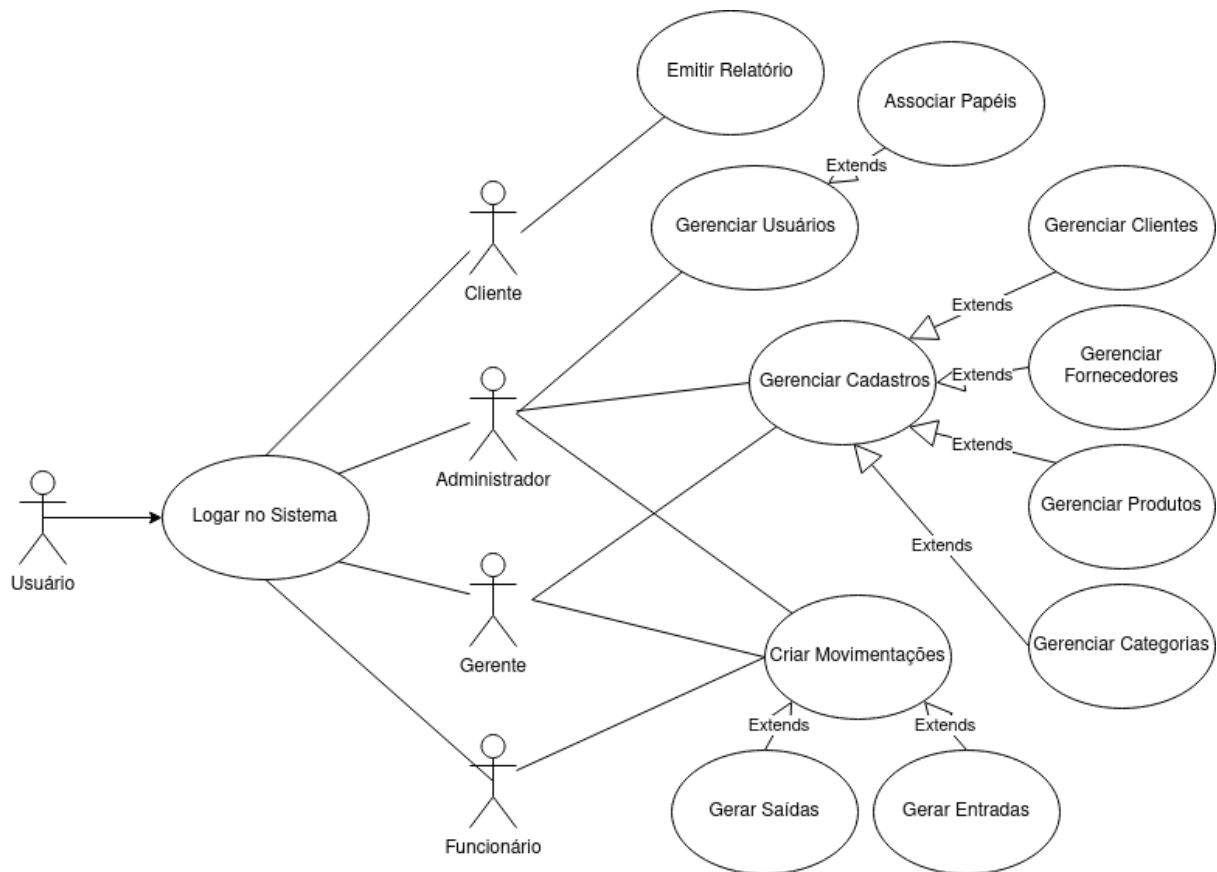 Emitir Relatório
Associar Papéis
Extends
Gerenciar Usuários
Gerenciar Clientes
Cliente
Extends
Gerenciar
Fornecedores
Extends
Gerenciar Cadastros
Extends
Administrador
Gerenciar Produtos
Logar no Sistema
Extends
Usuário
Gerenciar Categorias
Criar Movimentações
Gerente
Extends
Extends
Gerar Saídas
Gerar Entradas
Funcionário